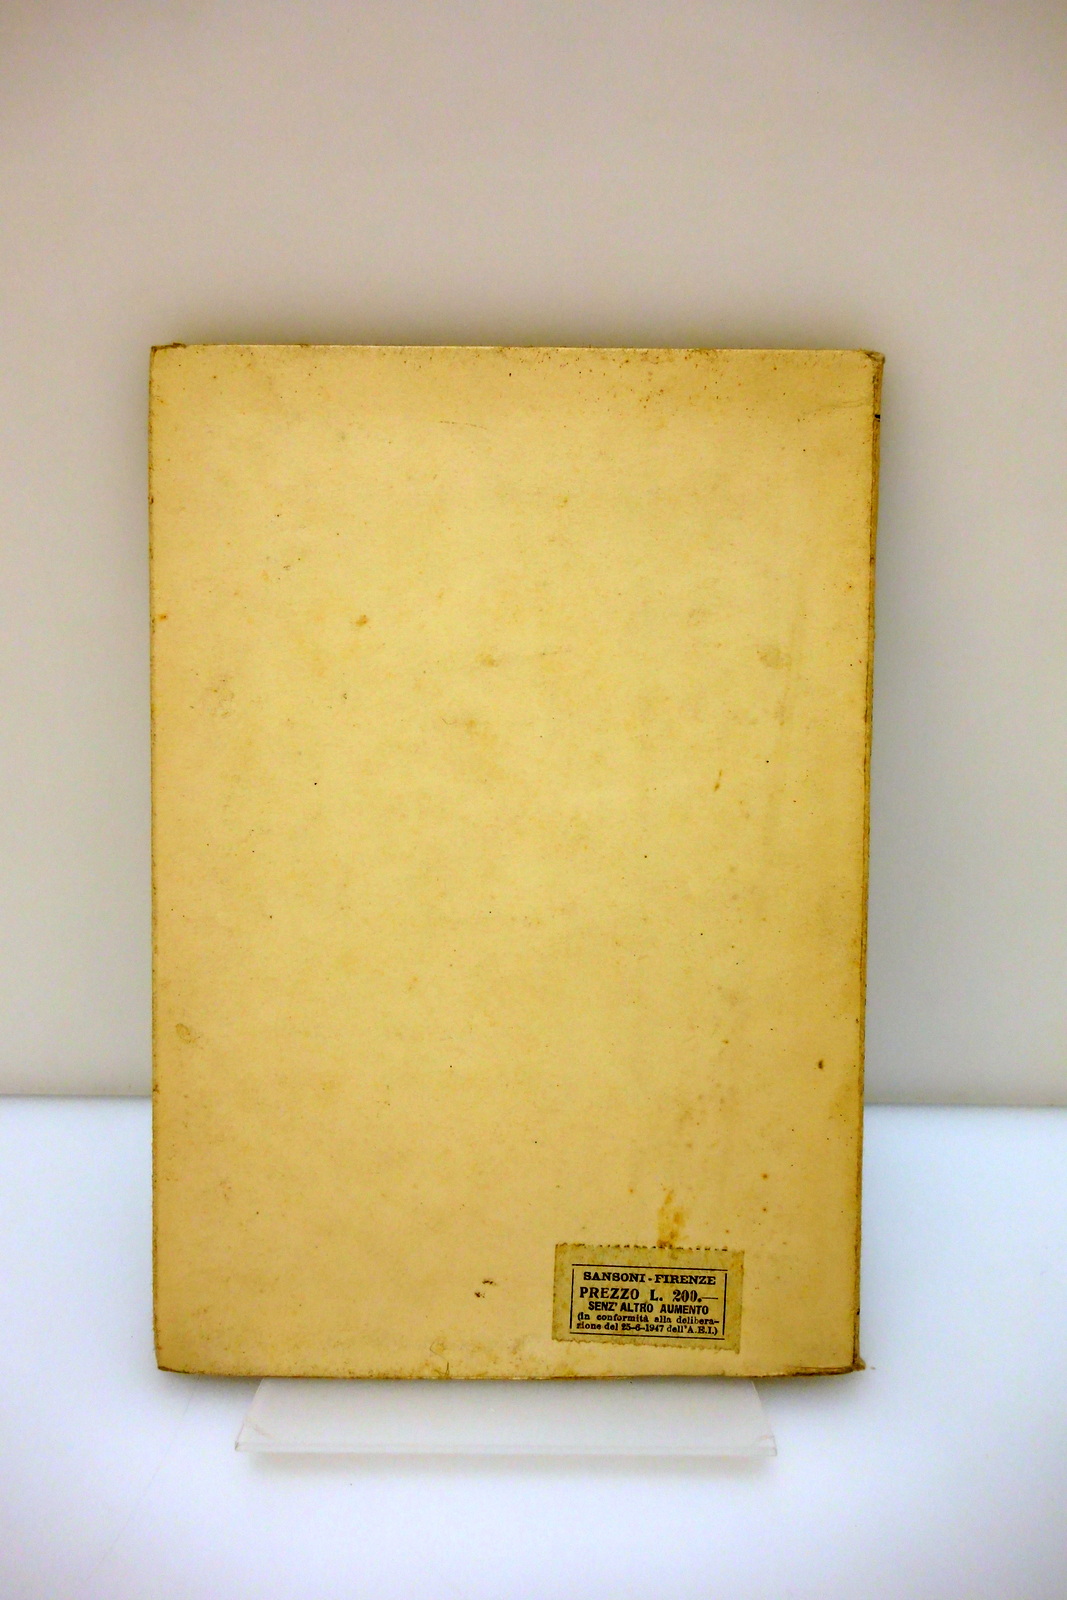 SANSONI - FIRENZE
PREZZO L. 200.—
SENZ' ALTRO AUMENTO
(in conformità alla delibera-
zione del 25-6-1947 dell'A.E.I.)